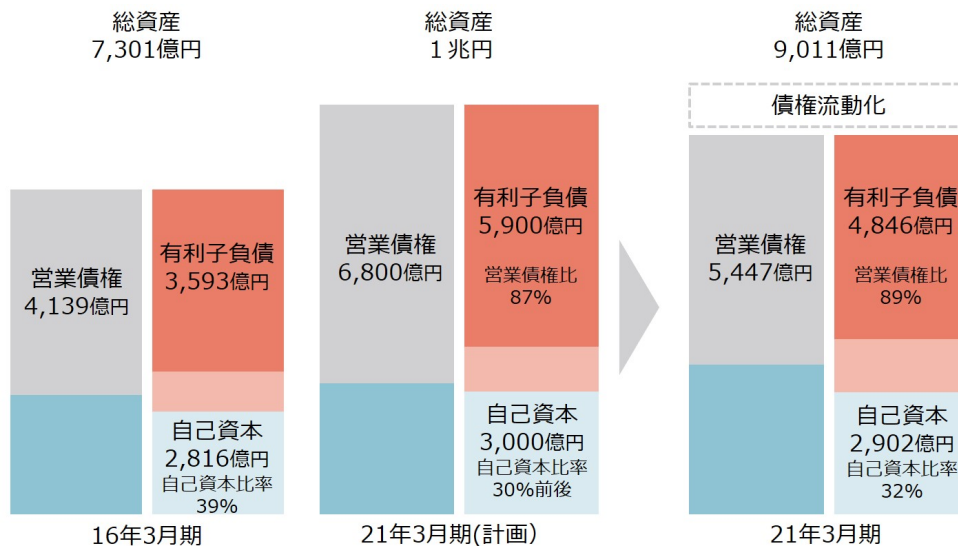 総資産
7,301億円
営業債権
4,139億円
有利子負債
3,593億円
自己資本
2,816億円
自己資本比率
39%
16年3月期
総資産
1兆円
営業債権
6,800億円
有利子負債
5,900億円
営業債権比
87%
自己資本
3,000億円
自己資本比率
30%前後
21年3月期(計画)
総資産
9,011億円
債権流動化
営業債権
5,447億円
有利子負債
4,846億円
営業債権比
89%
自己資本
2,902億円
自己資本比率
32%
21年3月期